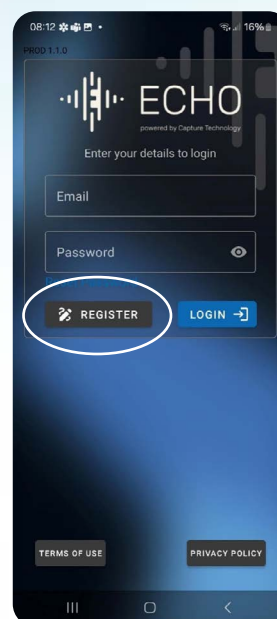 08:12
16%
PROD 1:1.0
ECHO
powered by Capture Technology
Enter your details to login
Email
Password
REGISTER
LOGIN
TERMS OF USE
PRIVACY POLICY